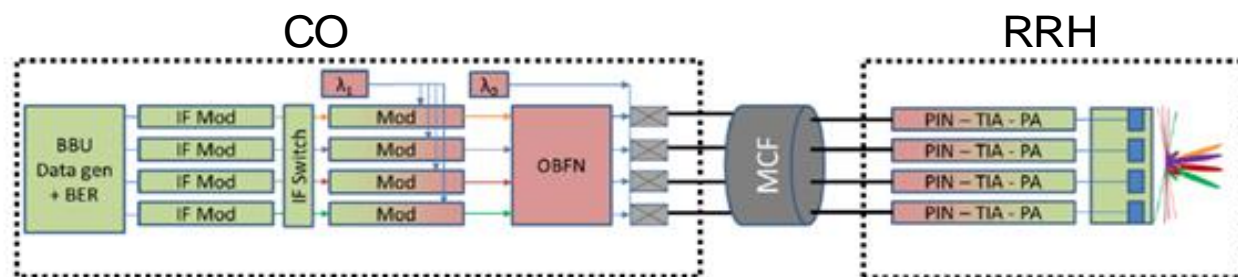 CO
RRH
λ1
λ2
BBU
Data gen
+ BER
IF Mod
IF Mod
IF Mod
IF Mod
IF Switch
Mod
Mod
Mod
Mod
OBFN
MCF
PIN – TIA - PA
PIN – TIA - PA
PIN – TIA - PA
PIN – TIA - PA